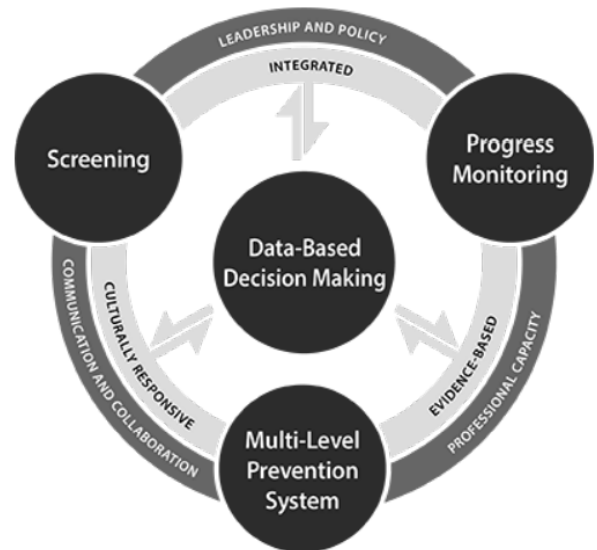 LEADERSHIP AND POLICY
INTEGRATED
Screening
Progress
Monitoring
Data-Based
Decision Making
COMMUNICATION AND COLLABORATION
CULTURALLY RESPONSIVE
EVIDENCE-BASED
PROFESSIONAL CAPACITY
Multi-Level
Prevention
System